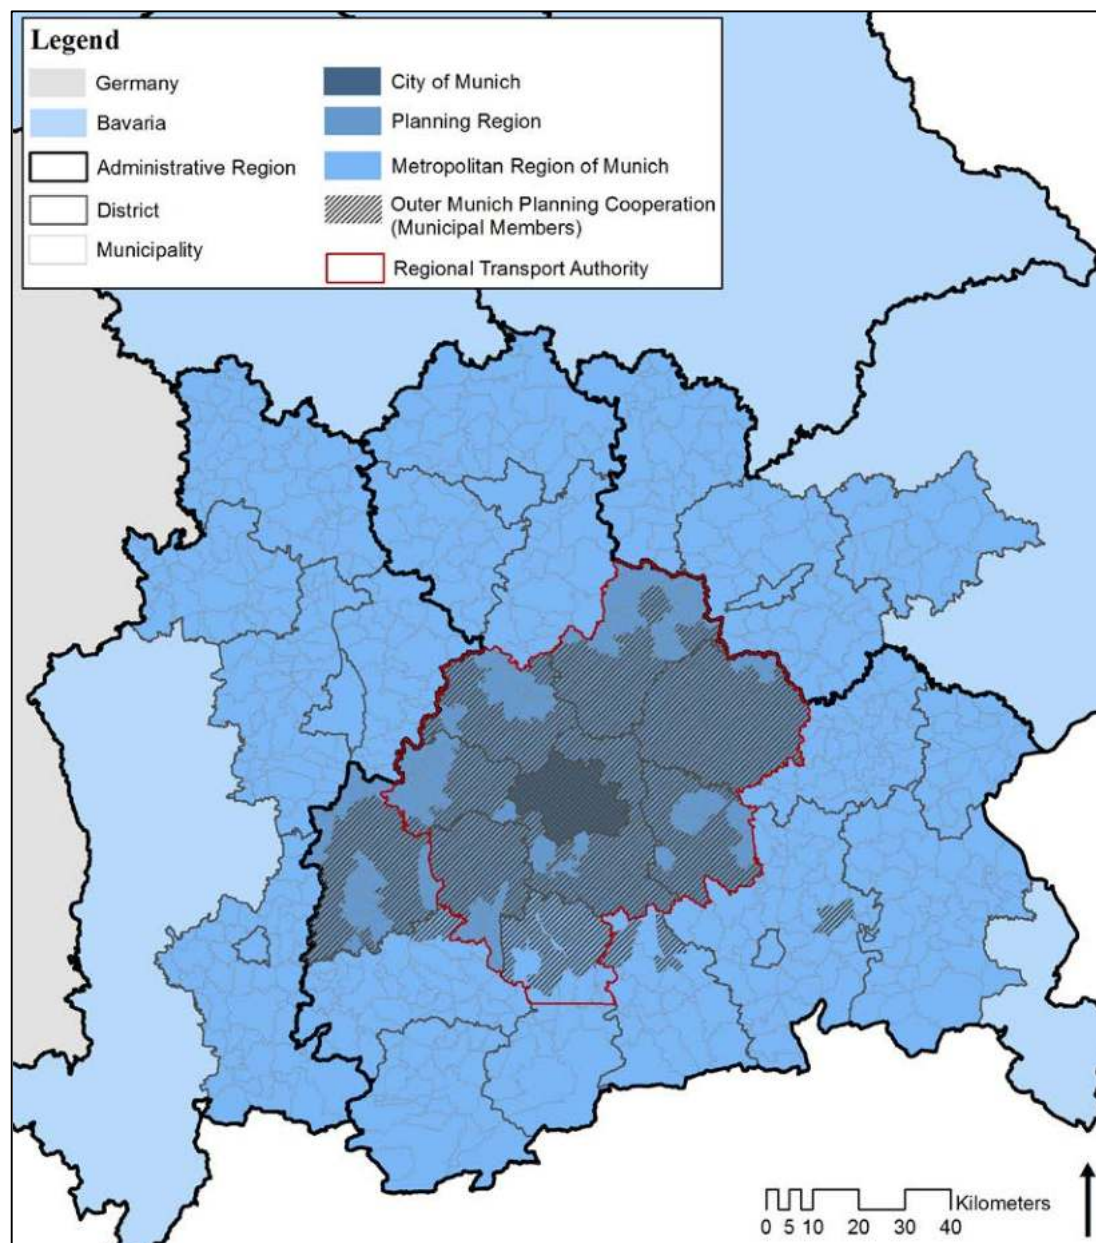 Legend
Germany
Bavaria
Administrative Region
District
Municipality
City of Munich
Planning Region
Metropolitan Region of Munich
Outer Munich Planning Cooperation
(Municipal Members)
Regional Transport Authority
Kilometers
0 5 10 20 30 40